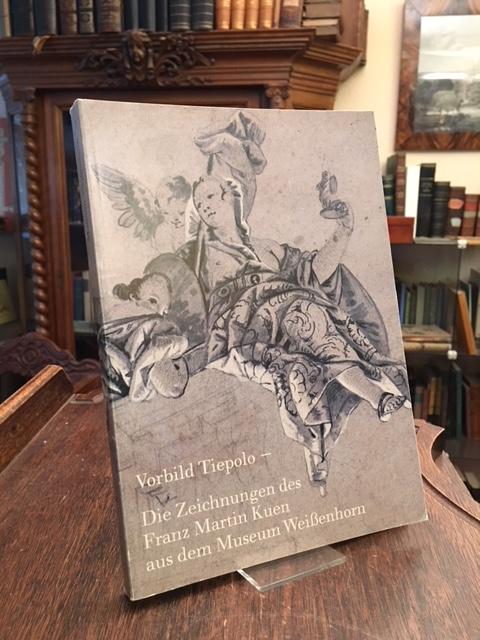 Vorbild Tiepolo –
Die Zeichnungen des
Franz Martin Kuen
aus dem Museum Weißenhorn